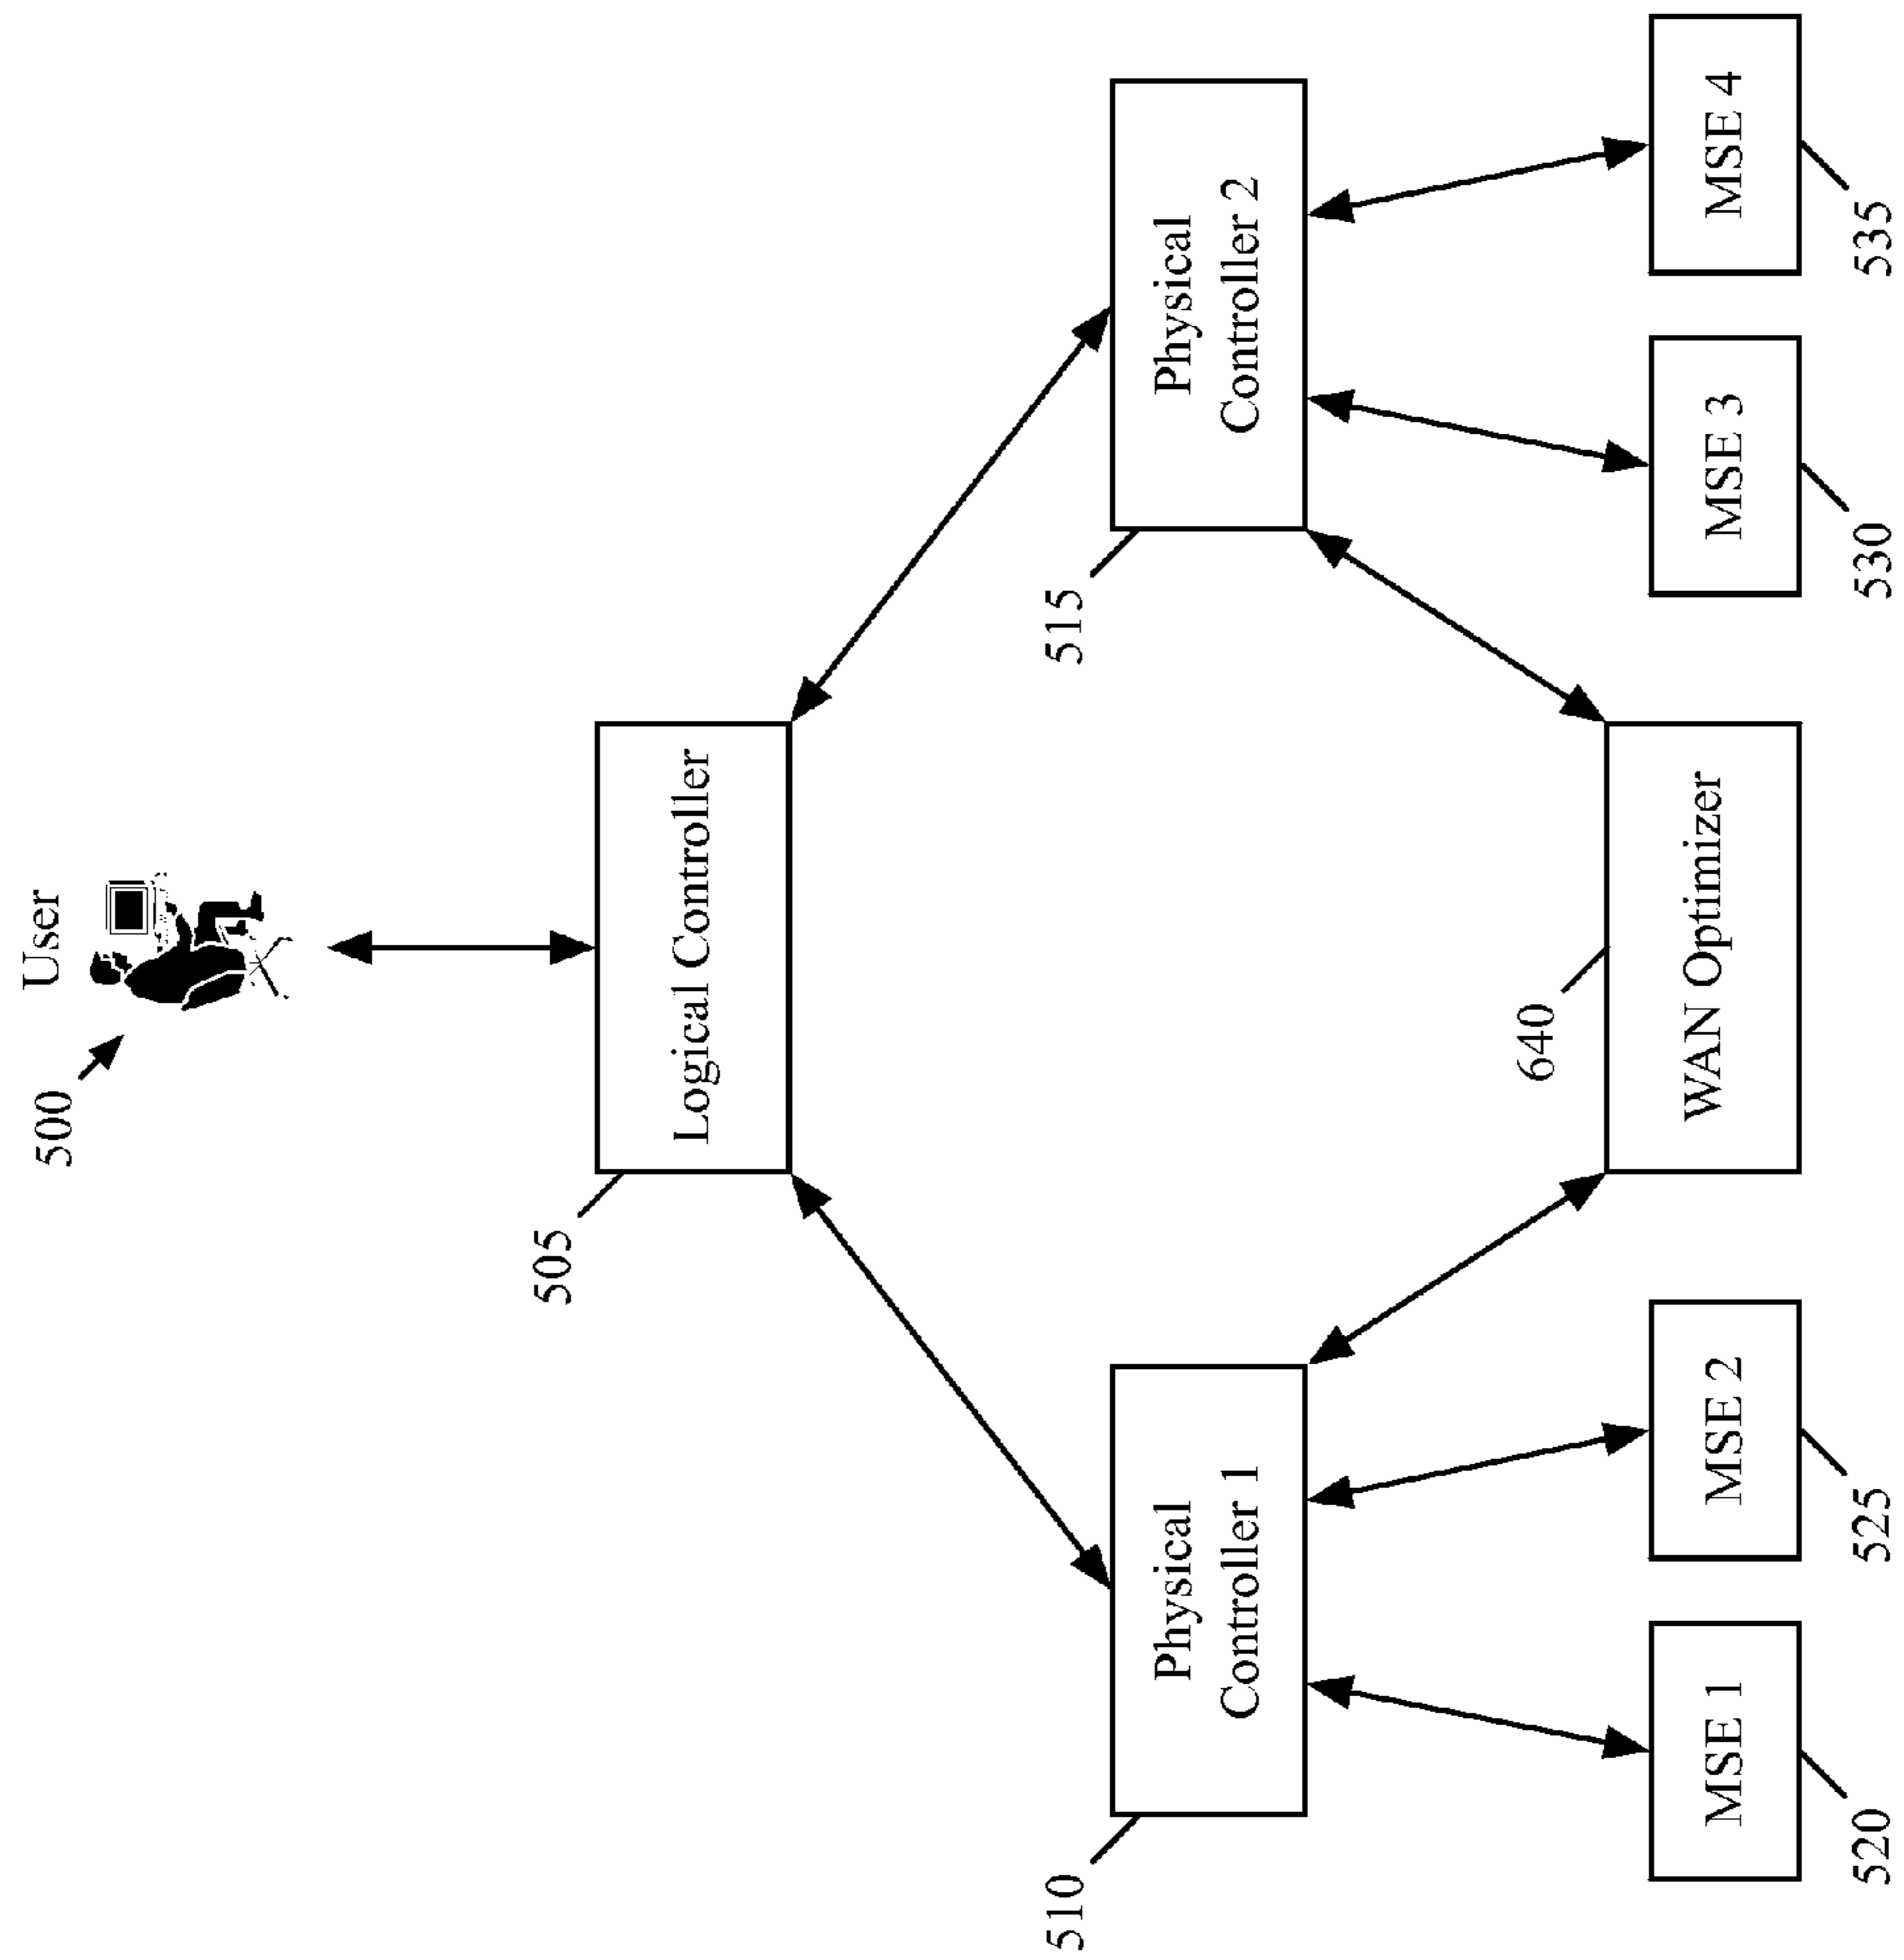 User
500
Logical Controller
505
Physical
Controller 1
510
Physical
Controller 2
515
WAN Optimizer
640
MSE 1
520
MSE 2
525
MSE 3
530
MSE 4
535